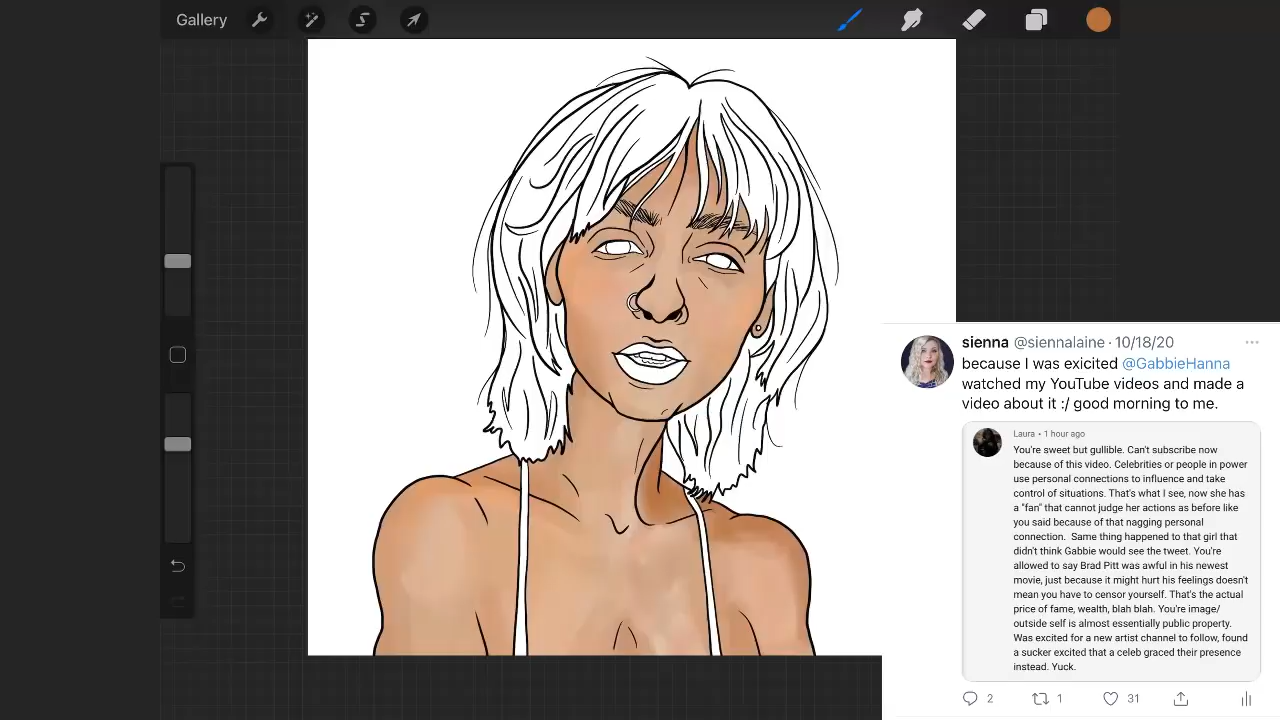 Gallery
sienna @siennalaine · 10/18/20
because I was exicited @GabbieHanna
watched my YouTube videos and made a
video about it :/ good morning to me.
Laura • 1 hour ago
You're sweet but gullible. Can't subscribe now
because of this video. Celebrities or people in power
use personal connections to influence and take
control of situations. That's what I see, now she has
a "fan" that cannot judge her actions as before like
you said because of that nagging personal
connection. Same thing happened to that girl that
didn't think Gabbie would see the tweet. You're
allowed to say Brad Pitt was awful in his newest
movie, just because it might hurt his feelings doesn't
mean you have to censor yourself. That's the actual
price of fame, wealth, blah blah. You're image/
outside self is almost essentially public property.
Was excited for a new artist channel to follow, found
a sucker excited that a celeb graced their presence
instead. Yuck.
2 1 31